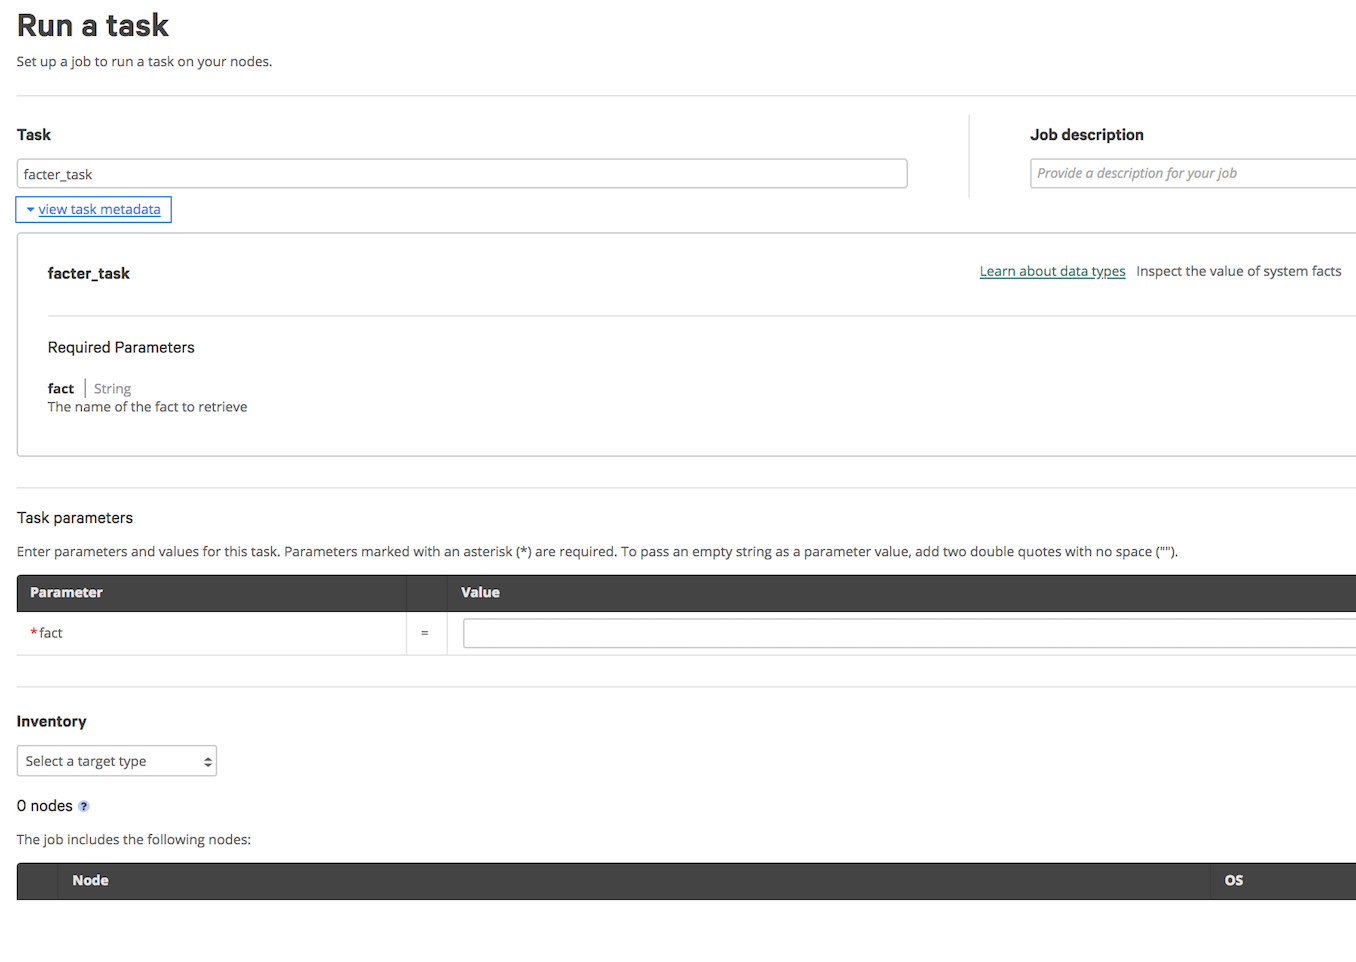 Run a task
Set up a job to run a task on your nodes.
Task
Job description
facter_task
Provide a description for your job
view task metadata
facter_task
Learn about data types Inspect the value of system facts
Required Parameters
fact String
The name of the fact to retrieve
Task parameters
Enter parameters and values for this task. Parameters marked with an asterisk (*) are required. To pass an empty string as a parameter value, add two double quotes with no space ("").
Parameter Value
*fact =
Inventory
Select a target type
0 nodes ?
The job includes the following nodes:
Node OS